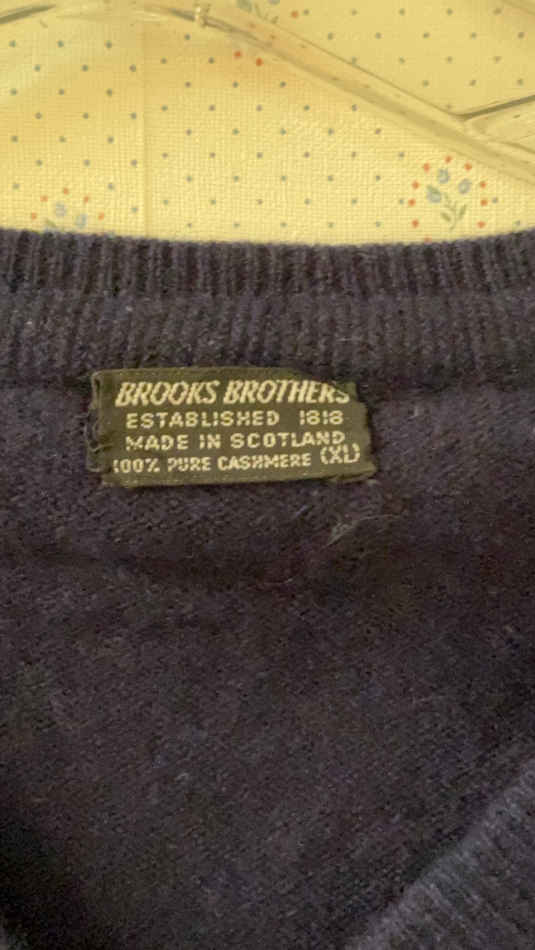 BROOKS BROTHERS
ESTABLISHED 1818
MADE IN SCOTLAND
100% PURE CASHMERE (XL)